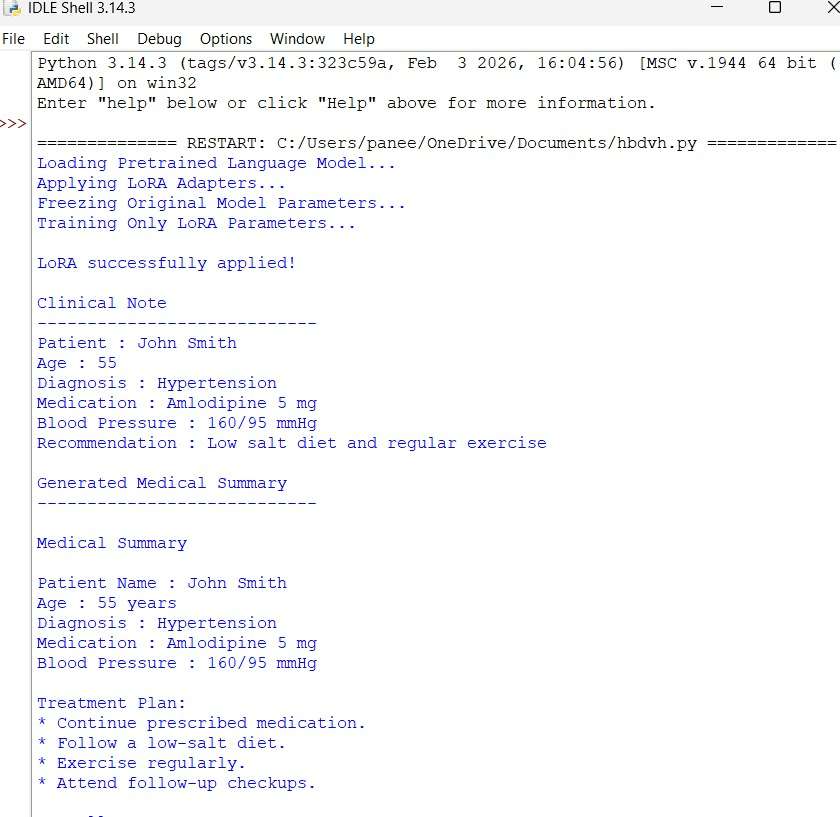 IDLE Shell 3.14.3
File Edit Shell Debug Options Window Help
Python 3.14.3 (tags/v3.14.3:323c59a, Feb  3 2026, 16:04:56) [MSC v.1944 64 bit (
AMD64)] on win32
Enter "help" below or click "Help" above for more information.
>>>
============== RESTART: C:/Users/panee/OneDrive/Documents/hbdvh.py =============
Loading Pretrained Language Model...
Applying LoRA Adapters...
Freezing Original Model Parameters...
Training Only LoRA Parameters...
LoRA successfully applied!
Clinical Note
----------------------------
Patient : John Smith
Age : 55
Diagnosis : Hypertension
Medication : Amlodipine 5 mg
Blood Pressure : 160/95 mmHg
Recommendation : Low salt diet and regular exercise
Generated Medical Summary
----------------------------
Medical Summary
Patient Name : John Smith
Age : 55 years
Diagnosis : Hypertension
Medication : Amlodipine 5 mg
Blood Pressure : 160/95 mmHg
Treatment Plan:
* Continue prescribed medication.
* Follow a low-salt diet.
* Exercise regularly.
* Attend follow-up checkups.